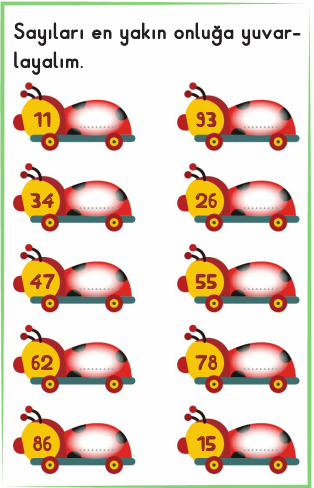 Sayıları en yakın onluğa yuvar-
layalım.
11 93
34 26
47 55
62 78
86 15